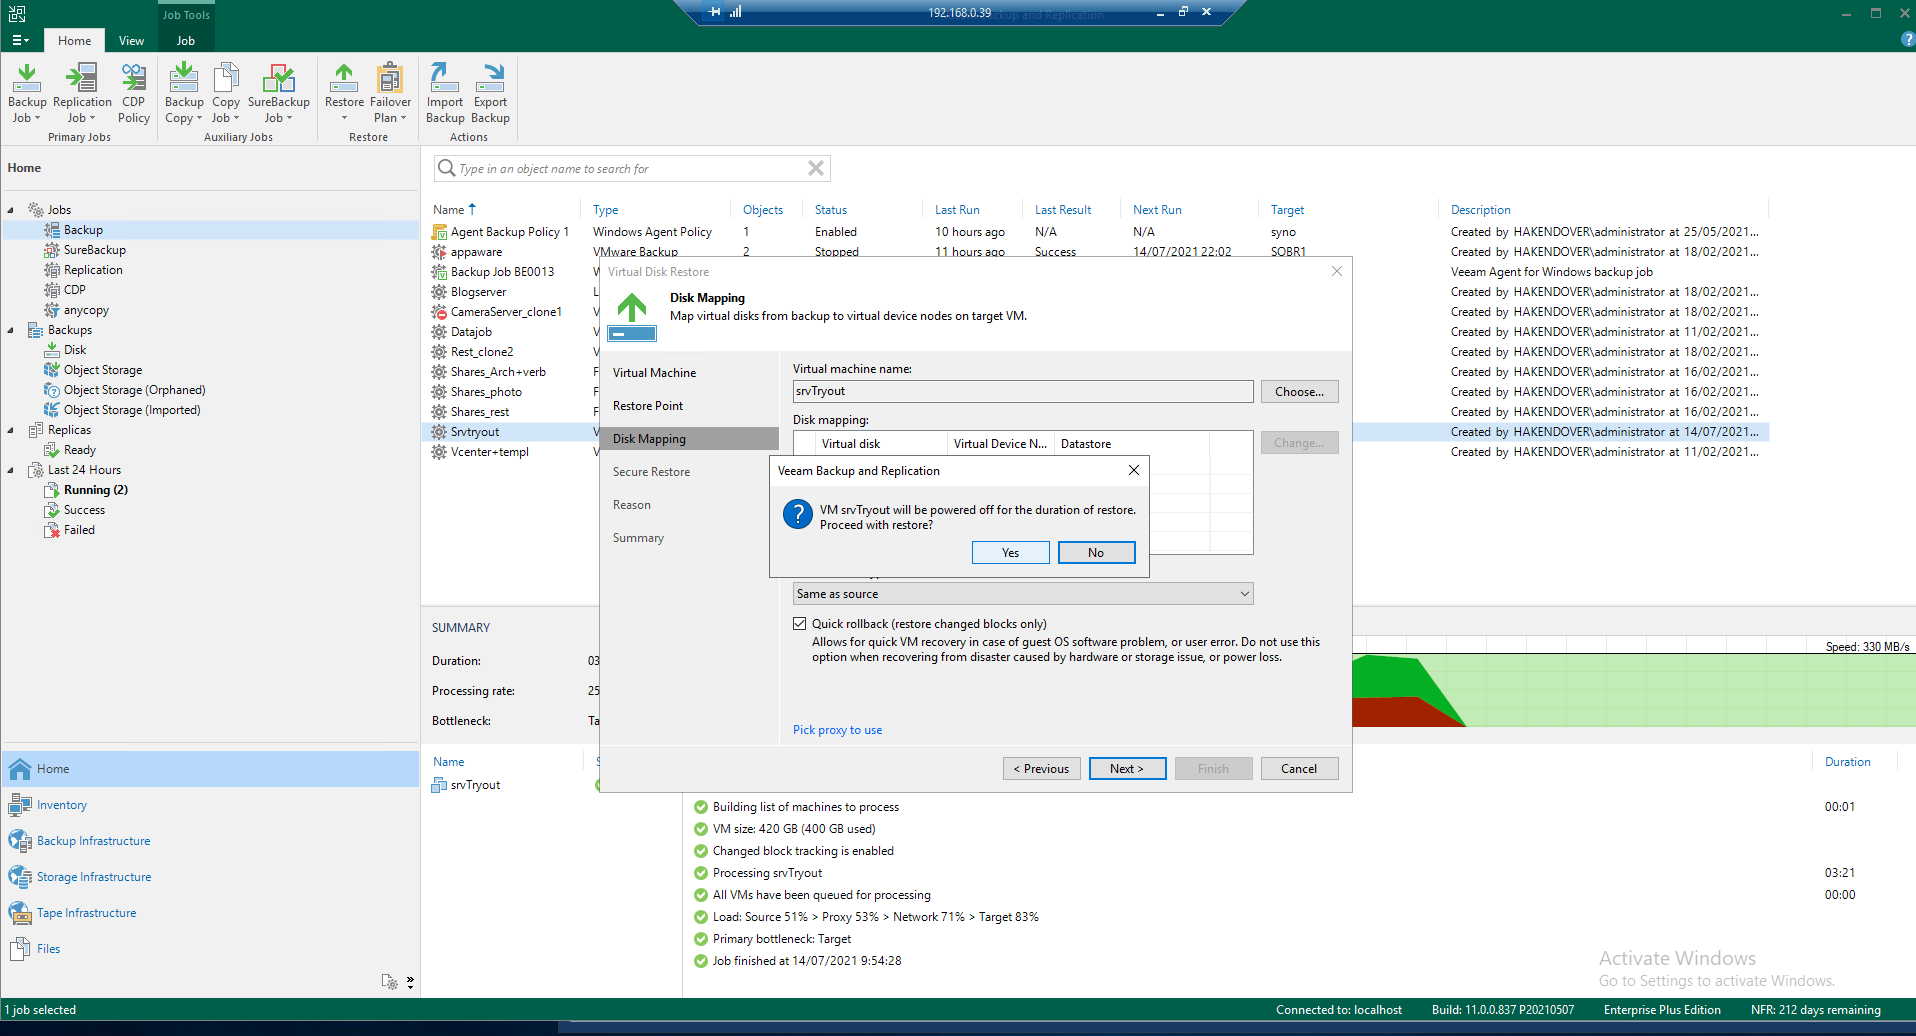 Job Tools
192.168.0.39
ckup and Replication
Home
View
Job
Backup Job
Replication Job
CDP Policy
Backup Copy
Copy Job
SureBackup Job
Restore
Failover Plan
Import Backup
Export Backup
Primary Jobs
Auxiliary Jobs
Restore
Actions
Home
Type in an object name to search for
Jobs
Backup
SureBackup
Replication
CDP
anycopy
Backups
Disk
Object Storage
Object Storage (Orphaned)
Object Storage (Imported)
Replicas
Ready
Last 24 Hours
Running (2)
Success
Failed
Name Type Objects Status Last Run Last Result Next Run Target Description
Agent Backup Policy 1 Windows Agent Policy 1 Enabled 10 hours ago N/A N/A syno Created by HAKENDOVER\administrator at 25/05/2021...
appaware VMware Backup 2 Stopped 11 hours ago Success 14/07/2021 22:02 SOBR1 Created by HAKENDOVER\administrator at 18/02/2021...
Backup Job BE0013 W Veeam Agent for Windows backup job
Blogserver L Created by HAKENDOVER\administrator at 18/02/2021...
CameraServer_clone1 V Created by HAKENDOVER\administrator at 18/02/2021...
Datajob V Created by HAKENDOVER\administrator at 11/02/2021...
Rest_clone2 V Created by HAKENDOVER\administrator at 18/02/2021...
Shares_Arch+verb F Created by HAKENDOVER\administrator at 16/02/2021...
Shares_photo F Created by HAKENDOVER\administrator at 16/02/2021...
Shares_rest F Created by HAKENDOVER\administrator at 16/02/2021...
Srvtryout V Created by HAKENDOVER\administrator at 14/07/2021...
Vcenter+templ V Created by HAKENDOVER\administrator at 11/02/2021...
Virtual Disk Restore
Disk Mapping
Map virtual disks from backup to virtual device nodes on target VM.
Virtual Machine
Restore Point
Disk Mapping
Secure Restore
Reason
Summary
Virtual machine name:
srvTryout
Choose...
Disk mapping:
Virtual disk Virtual Device N... Datastore
Change...
Veeam Backup and Replication
VM srvTryout will be powered off for the duration of restore.
Proceed with restore?
Yes
No
Same as source
Quick rollback (restore changed blocks only)
Allows for quick VM recovery in case of guest OS software problem, or user error. Do not use this
option when recovering from disaster caused by hardware or storage issue, or power loss.
Pick proxy to use
< Previous
Next >
Finish
Cancel
SUMMARY
Duration: 03
Processing rate: 25
Bottleneck: Ta
Speed: 330 MB/s
Name S
srvTryout
Duration
Building list of machines to process 00:01
VM size: 420 GB (400 GB used)
Changed block tracking is enabled
Processing srvTryout 03:21
All VMs have been queued for processing 00:00
Load: Source 51% > Proxy 53% > Network 71% > Target 83%
Primary bottleneck: Target
Job finished at 14/07/2021 9:54:28
Home
Inventory
Backup Infrastructure
Storage Infrastructure
Tape Infrastructure
Files
Activate Windows
Go to Settings to activate Windows.
1 job selected
Connected to: localhost
Build: 11.0.0.837 P20210507
Enterprise Plus Edition
NFR: 212 days remaining